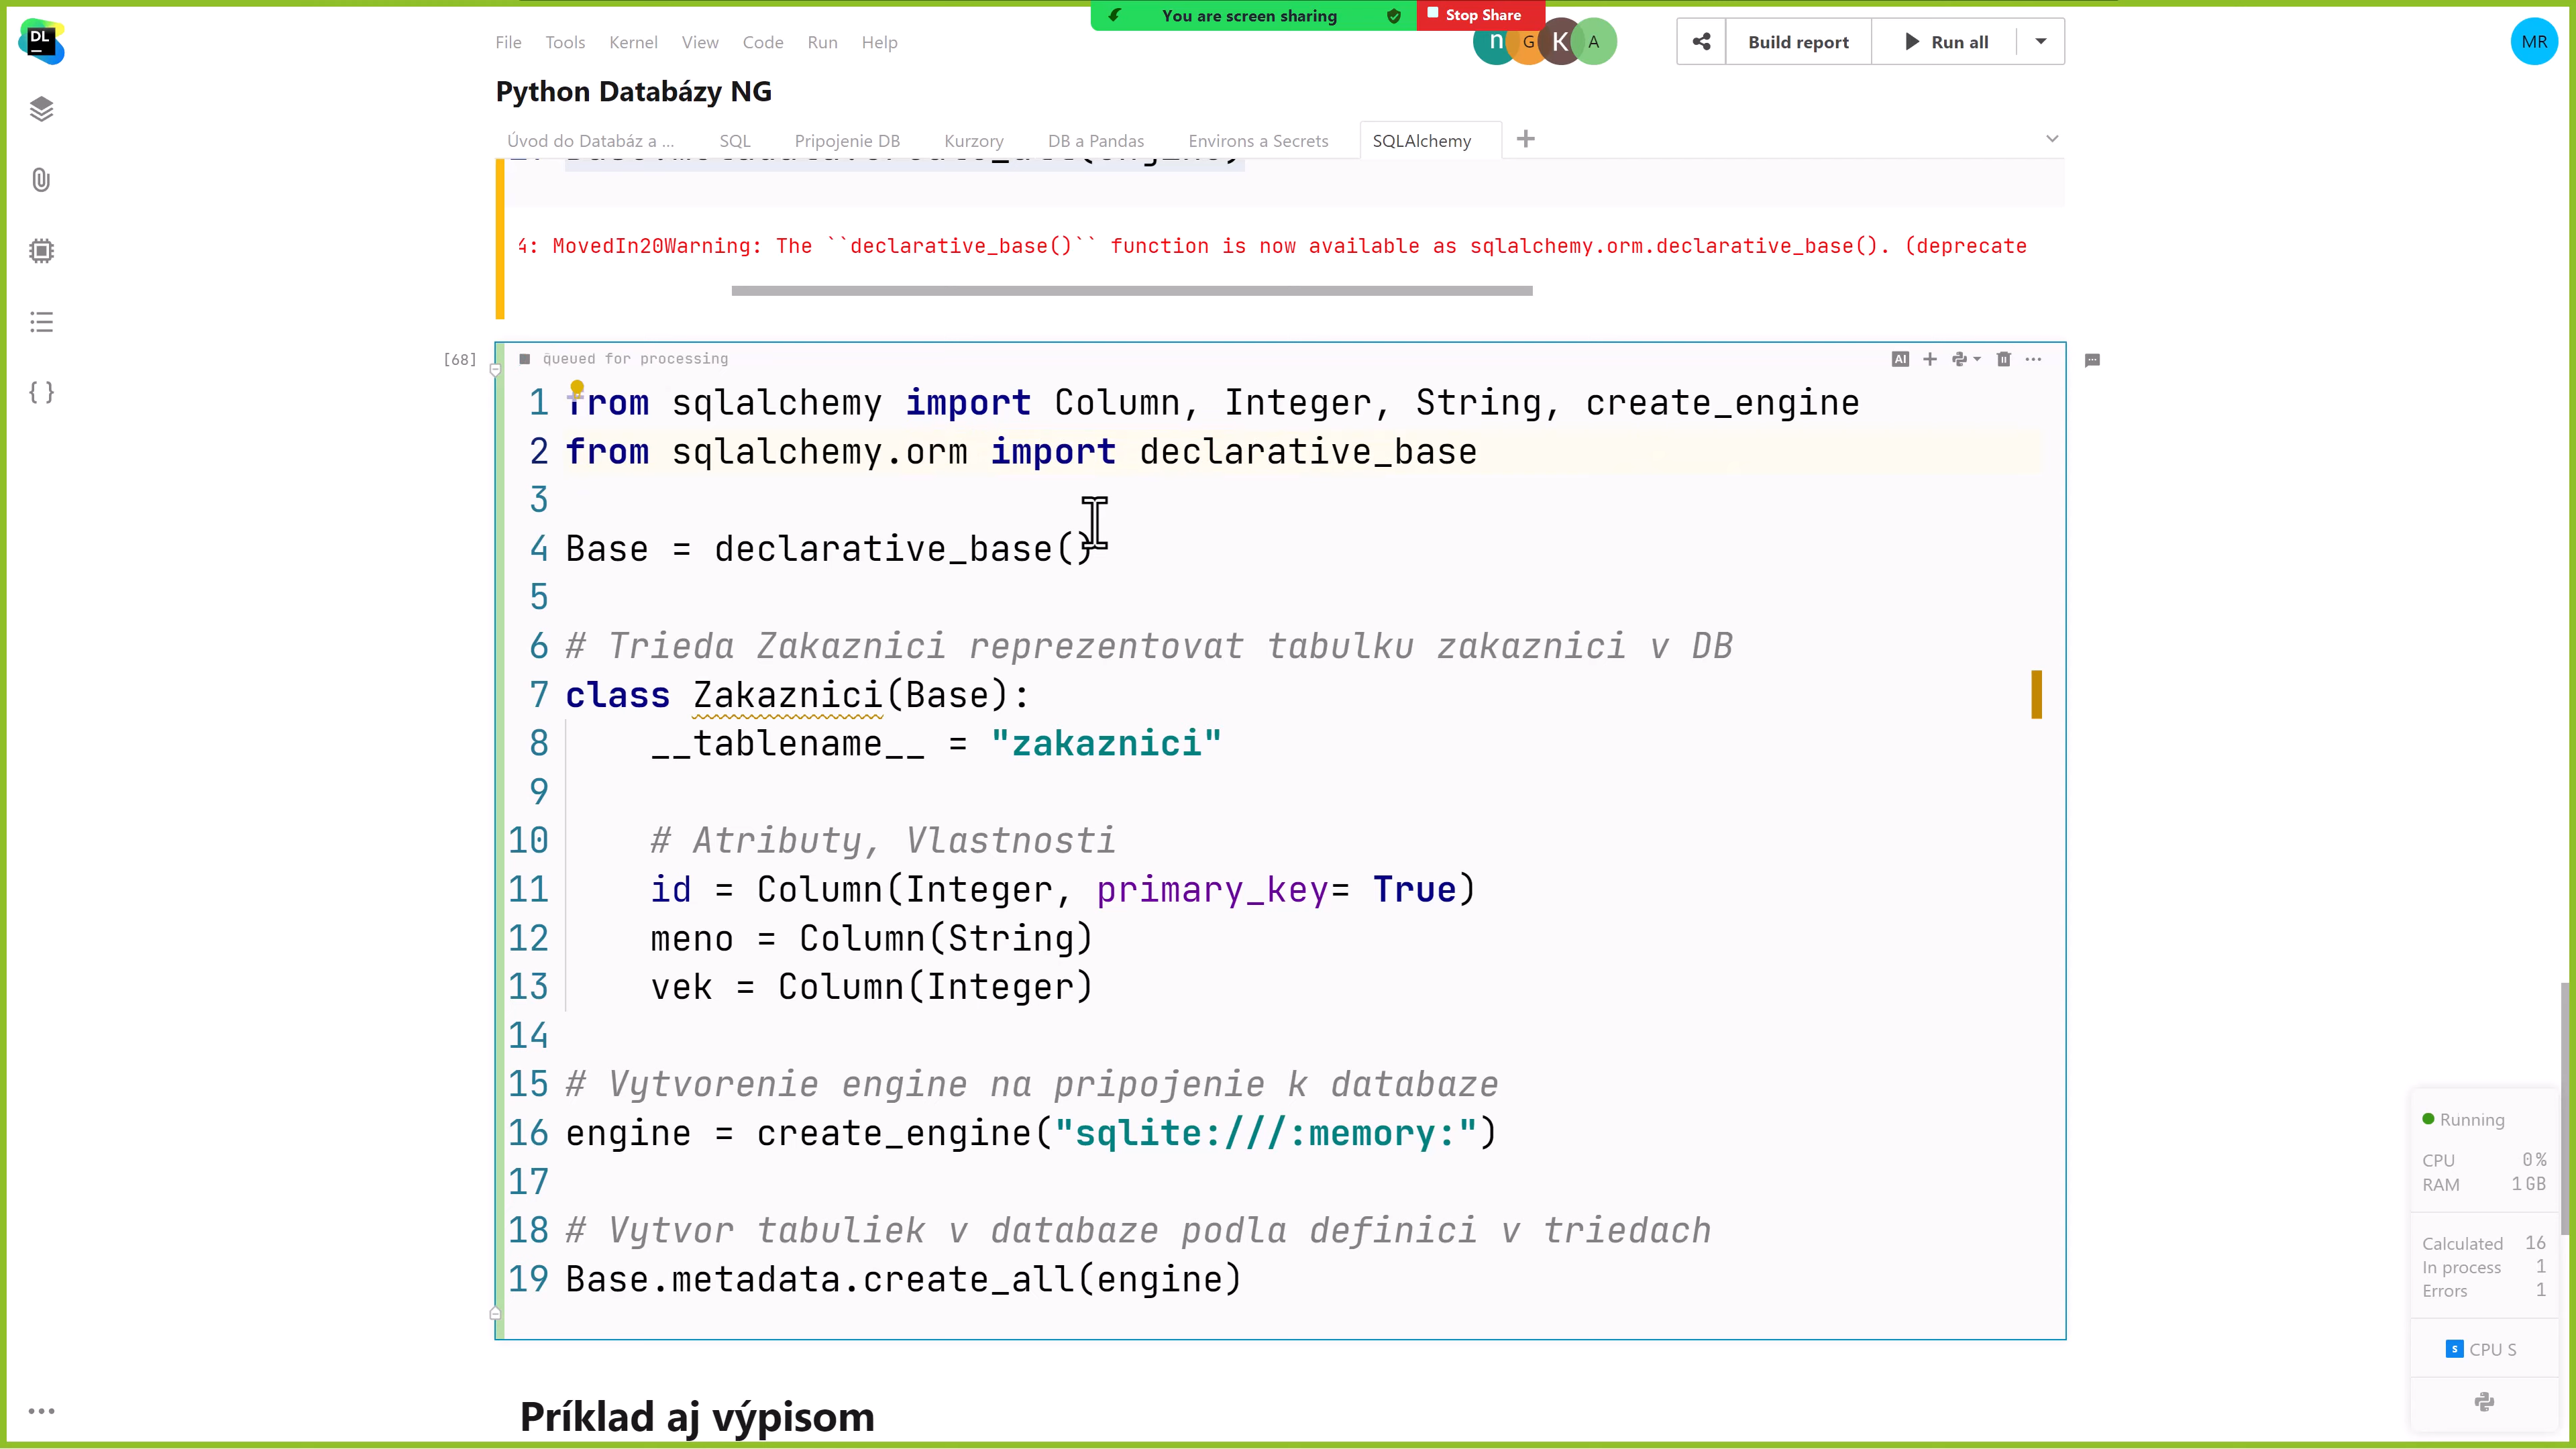 You are screen sharing
Stop Share
DL
File Tools Kernel View Code Run Help
n G K A
Build report
Run all
MR
Python Databázy NG
Úvod do Databáz a ... SQL Pripojenie DB Kurzory DB a Pandas Environs a Secrets SQLAlchemy
4: MovedIn20Warning: The ``declarative_base()`` function is now available as sqlalchemy.orm.declarative_base(). (deprecate
[68] queued for processing
AI
1 from sqlalchemy import Column, Integer, String, create_engine
2 from sqlalchemy.orm import declarative_base
3
4 Base = declarative_base()
5
6 # Trieda Zakaznici reprezentovat tabulku zakaznici v DB
7 class Zakaznici(Base):
8 __tablename__ = "zakaznici"
9
10 # Atributy, Vlastnosti
11 id = Column(Integer, primary_key= True)
12 meno = Column(String)
13 vek = Column(Integer)
14
15 # Vytvorenie engine na pripojenie k databaze
16 engine = create_engine("sqlite:///:memory:")
17
18 # Vytvor tabuliek v databaze podla definici v triedach
19 Base.metadata.create_all(engine)
Príklad aj výpisom
Running
CPU 0%
RAM 1 GB
Calculated 16
In process 1
Errors 1
S CPU S